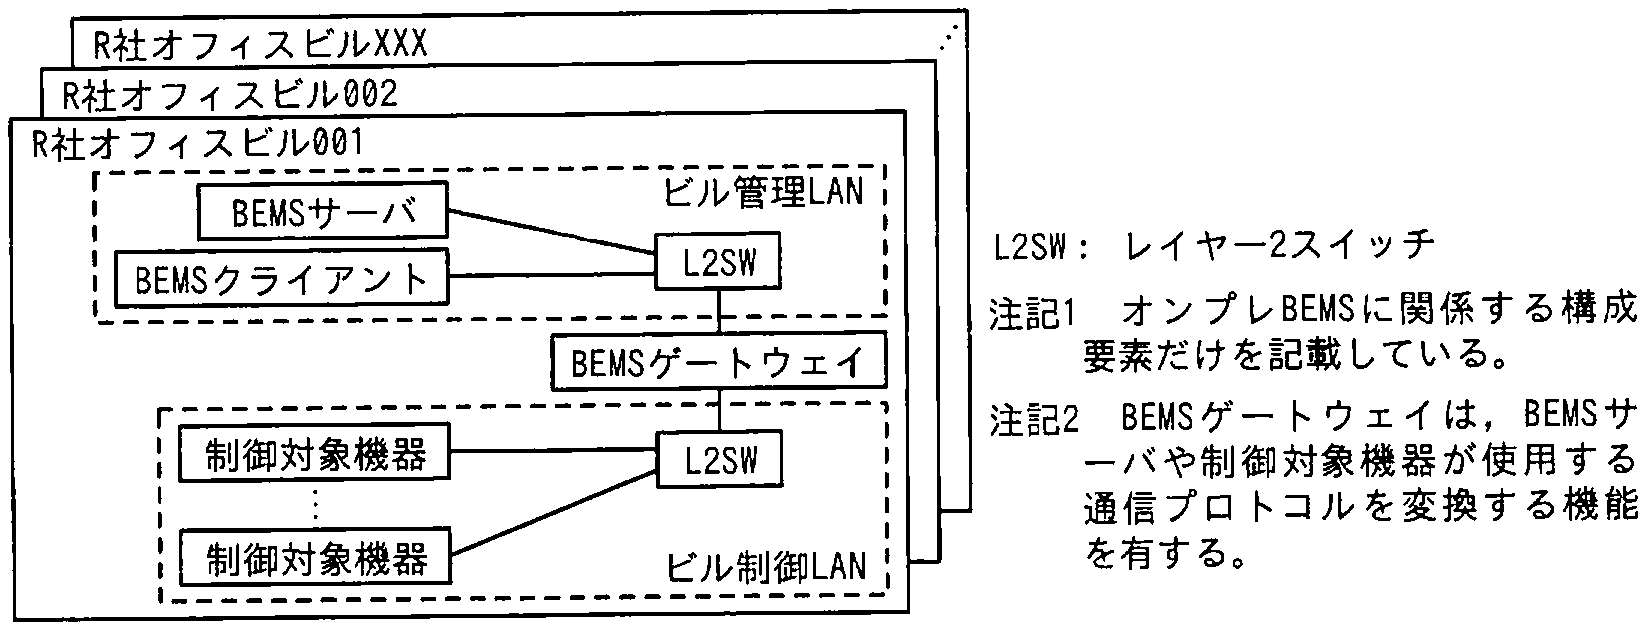 R社オフィスビルXXX
R社オフィスビル002
R社オフィスビル001
ビル管理LAN
BEMSサーバ
L2SW
BEMSクライアント
BEMSゲートウェイ
制御対象機器
L2SW
制御対象機器
ビル制御LAN
L2SW： レイヤー2スイッチ
注記1 オンプレBEMSに関係する構成
要素だけを記載している。
注記2 BEMSゲートウェイは，BEMSサ
ーバや制御対象機器が使用する
通信プロトコルを変換する機能
を有する。